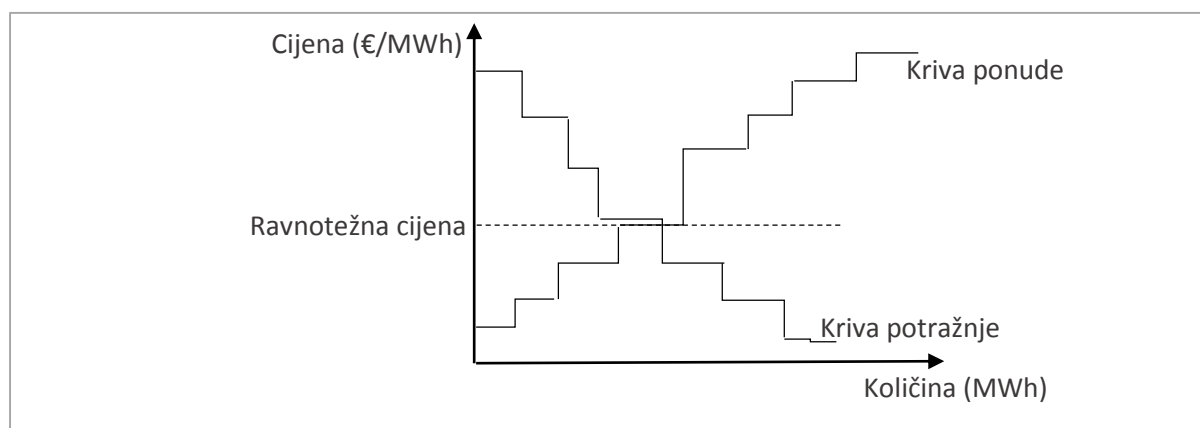 Cijena (€/MWh)
Kriva ponude
Ravnotežna cijena
Kriva potražnje
Količina (MWh)